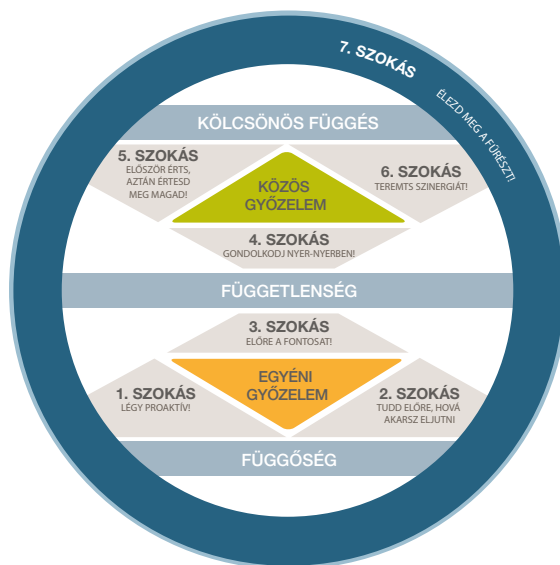 7. SZOKÁS
ÉLEZD MEG A FŰRÉSZT!
KÖLCSÖNÖS FÜGGÉS
5. SZOKÁS
ELŐSZÖR ÉRTS,
AZTÁN ÉRTESD
MEG MAGAD!
KÖZÖS
GYŐZELEM
6. SZOKÁS
TEREMTS SZINERGIÁT!
4. SZOKÁS
GONDOLKODJ NYER-NYERBEN!
FÜGGETLENSÉG
3. SZOKÁS
ELŐRE A FONTOSAT!
1. SZOKÁS
LÉGY PROAKTÍV!
EGYÉNI
GYŐZELEM
2. SZOKÁS
TUDD ELŐRE, HOVÁ
AKARSZ ELJUTNI
FÜGGŐSÉG